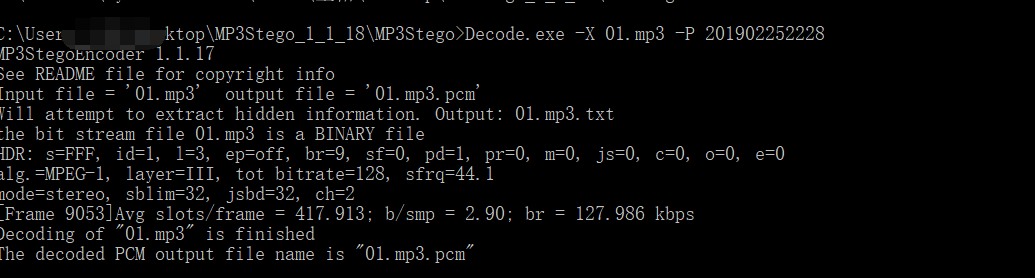 C:\User ktop\MP3Stego_1_1_18\MP3Stego>Decode.exe -X 01.mp3 -P 201902252228
MP3StegoEncoder 1.1.17
See README file for copyright info
Input file = '01.mp3'  output file = '01.mp3.pcm'
Will attempt to extract hidden information. Output: 01.mp3.txt
the bit stream file 01.mp3 is a BINARY file
HDR: s=FFF, id=1, l=3, ep=off, br=9, sf=0, pd=1, pr=0, m=0, js=0, c=0, o=0, e=0
alg.=MPEG-1, layer=III, tot bitrate=128, sfrq=44.1
mode=stereo, sblim=32, jsbd=32, ch=2
[Frame 9053]Avg slots/frame = 417.913; b/smp = 2.90; br = 127.986 kbps
Decoding of "01.mp3" is finished
The decoded PCM output file name is "01.mp3.pcm"